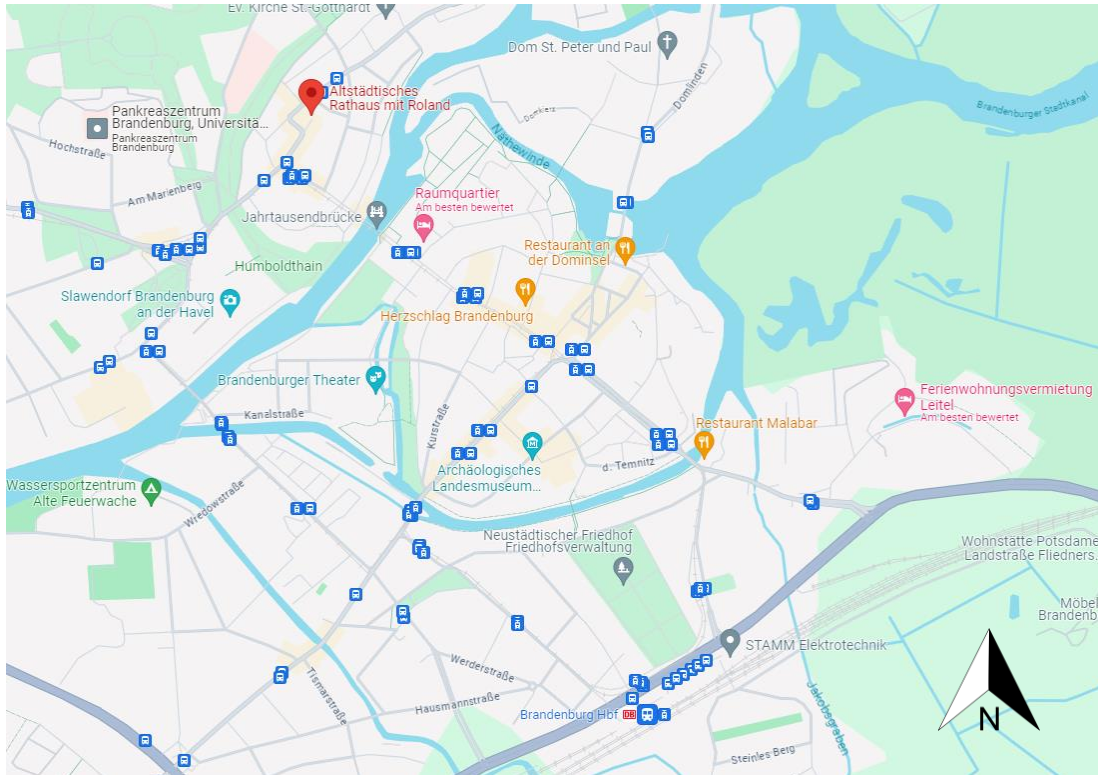 Ev. Kirche St.-Gotthardt
Dom St. Peter und Paul
Dominden
Altstädtisches
Rathaus mit Roland
Brandenburger Stadtkanal
Pankreaszentrum
Brandenburg, Universitä...
Pankreaszentrum
Brandenburg
Domkietz
Hochstraße
Näthewinde
Am Marienberg
Raumquartier
Am besten bewertet
Jahrtausendbrücke
Restaurant an
der Dominsel
Humboldthain
Slawendorf Brandenburg
an der Havel
Herzschlag Brandenburg
Brandenburger Theater
Ferienwohnungsvermietung
Leitel
Am besten bewertet
Kanalstraße
Kurstraße
Restaurant Malabar
d. Temnitz
Archäologisches
Landesmuseum...
Wassersportzentrum
Alte Feuerwache
Wredowstraße
Neustädtischer Friedhof
Friedhofsverwaltung
Wohnstätte Potsdame
Landstraße Fliedners...
Möbel
Brandenb
STAMM Elektrotechnik
Werderstraße
Tismarstraße
Hausmannstraße
Jakobsgraben
Brandenburg Hbf
DB
N
Steinles Berg